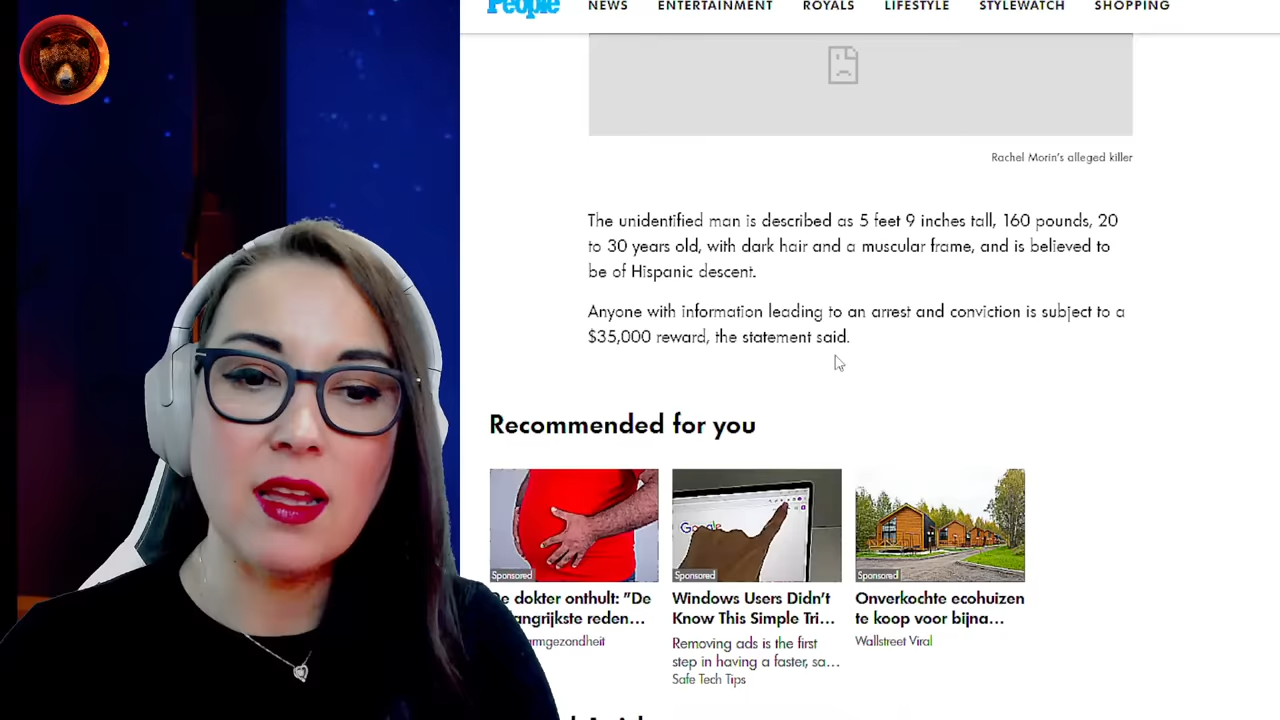 People
NEWS
ENTERTAINMENT
ROYALS
LIFESTYLE
STYLEWATCH
SHOPPING
Rachel Morin's alleged killer
The unidentified man is described as 5 feet 9 inches tall, 160 pounds, 20
to 30 years old, with dark hair and a muscular frame, and is believed to
be of Hispanic descent.
Anyone with information leading to an arrest and conviction is subject to a
$35,000 reward, the statement said.
Recommended for you
Sponsored
De dokter onthult: "De
angrijkste reden...
Sponsored
Google
Windows Users Didn't
Know This Simple Tri...
Removing ads is the first
step in having a faster, sa...
Safe Tech Tips
Sponsored
Onverkochte ecohuizen
te koop voor bijna...
Wallstreet Viral